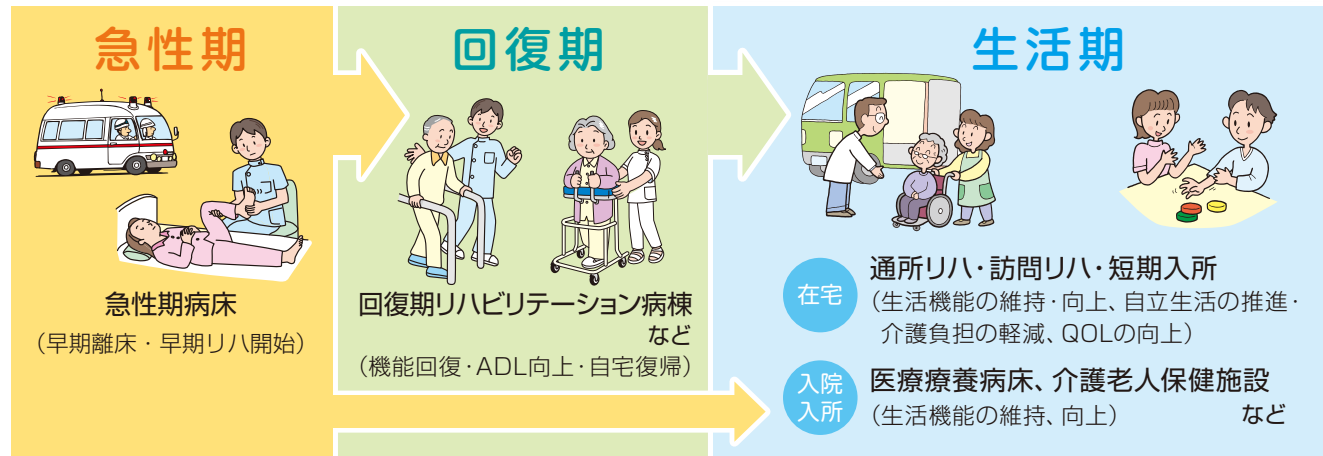 急性期
急性期病床
（早期離床・早期リハ開始）
回復期
回復期リハビリテーション病棟
など
（機能回復・ADL向上・自宅復帰）
生活期
在宅
通所リハ・訪問リハ・短期入所
（生活機能の維持・向上、自立生活の推進・
介護負担の軽減、QOLの向上）
入院
入所
医療療養病床、介護老人保健施設
（生活機能の維持、向上） など